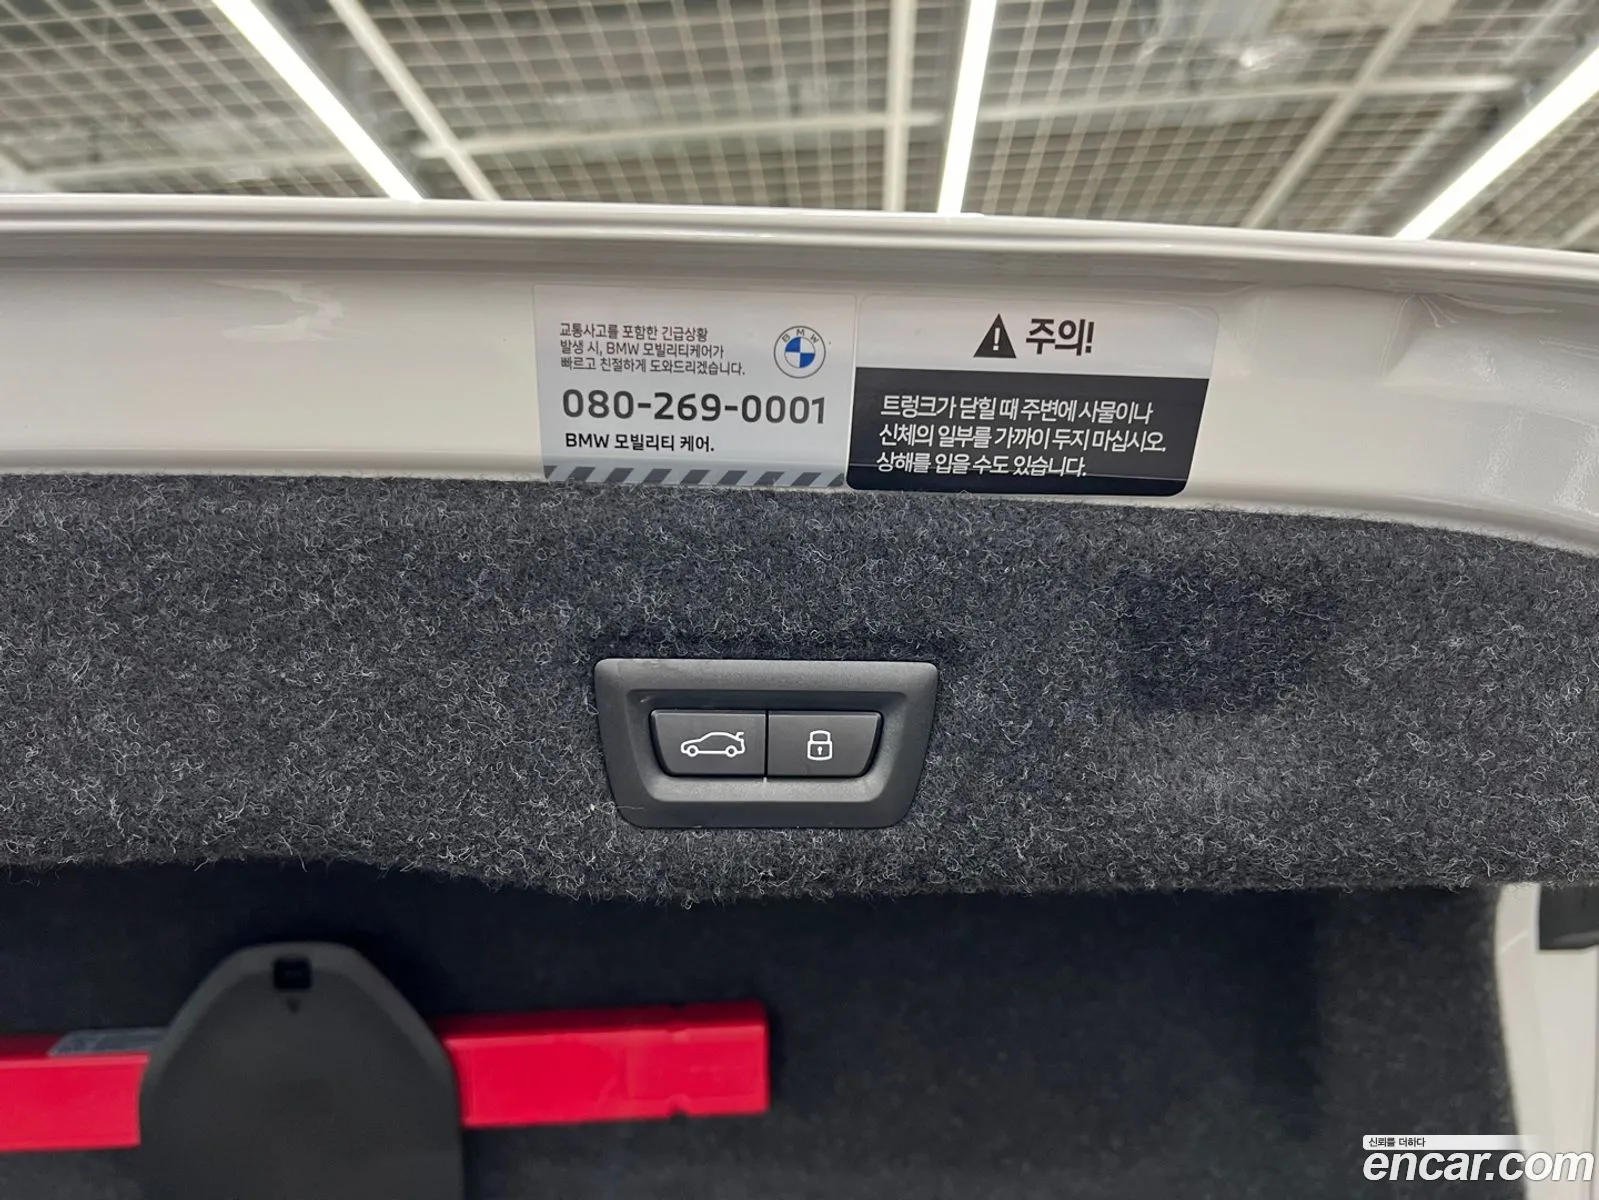 교통사고를 포함한 긴급상황
발생 시, BMW 모빌리티케어가
빠르고 친절하게 도와드리겠습니다.
BMW
080-269-0001
BMW 모빌리티 케어.
주의!
트렁크가 닫힐 때 주변에 사물이나
신체의 일부를 가까이 두지 마십시오.
상해를 입을 수도 있습니다.
신뢰를 더하다
encar.com